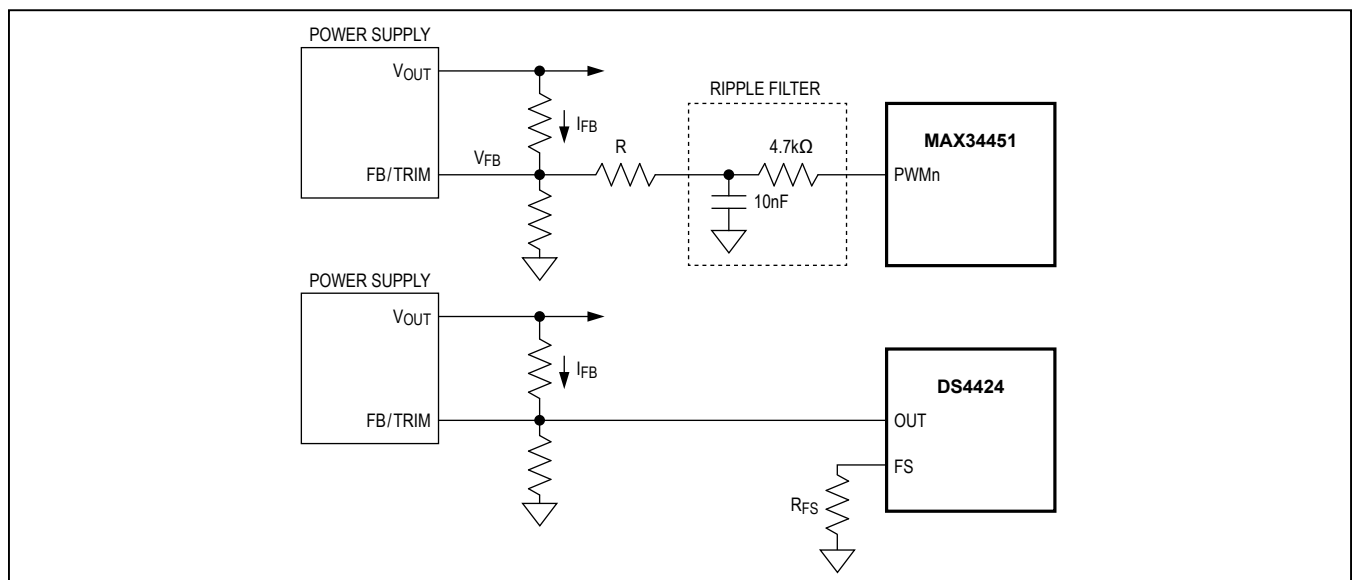 POWER SUPPLY
VOUT
IFB
RIPPLE FILTER
MAX34451
4.7kΩ
R
VFB
FB/TRIM
PWMn
10nF
POWER SUPPLY
VOUT
IFB
DS4424
FB/TRIM
OUT
FS
RFS